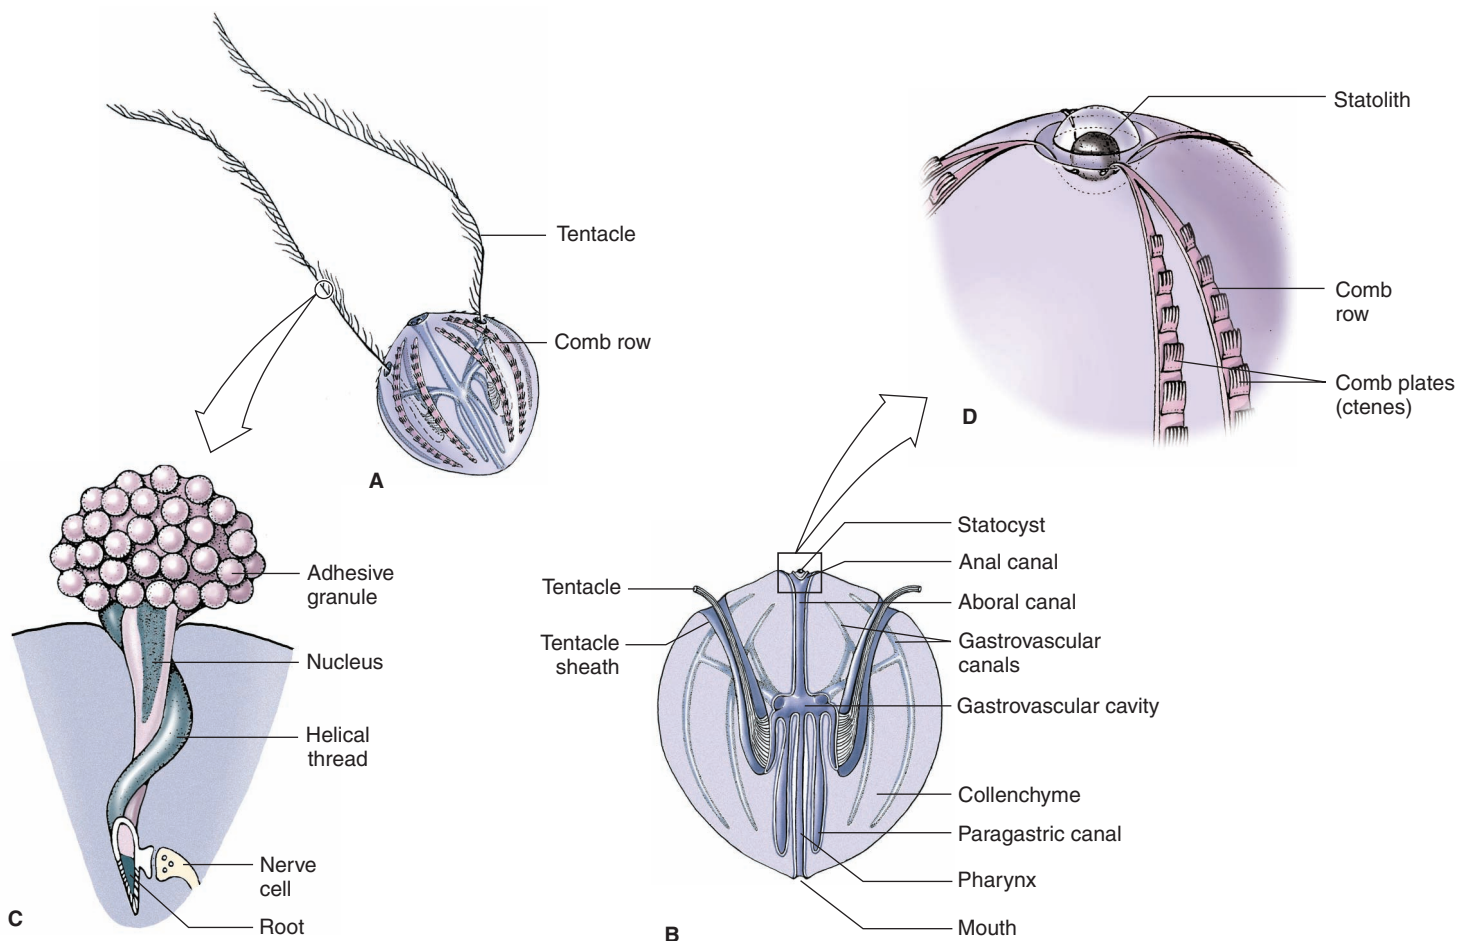 Tentacle
Comb row
A
Statolith
Comb
row
Comb plates
(ctenes)
D
Adhesive
granule
Nucleus
Helical
thread
Nerve
cell
Root
C
Tentacle
Tentacle
sheath
Statocyst
Anal canal
Aboral canal
Gastrovascular
canals
Gastrovascular cavity
Collenchyme
Paragastric canal
Pharynx
Mouth
B